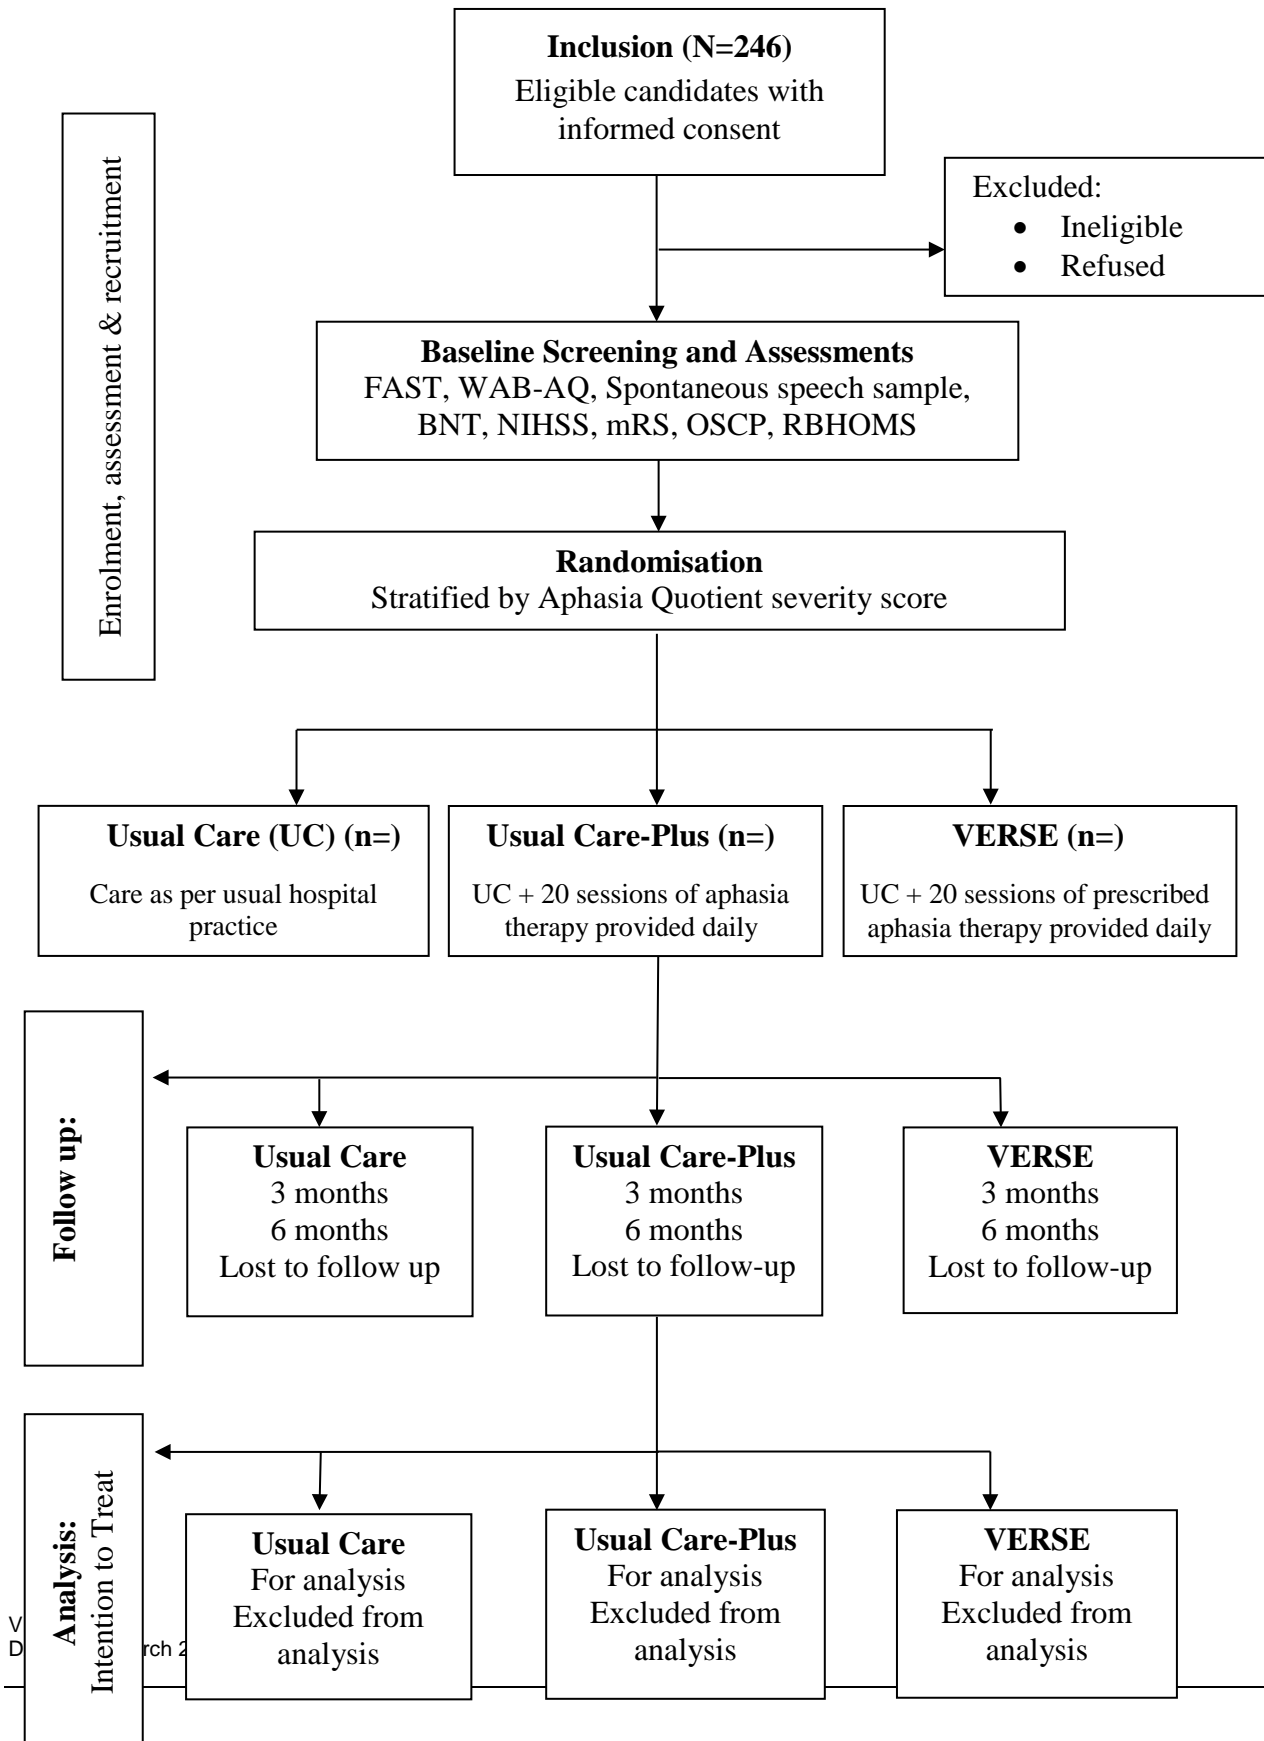 Inclusion (N=246)
Eligible candidates with
informed consent
Enrolment, assessment & recruitment
Excluded:
• Ineligible
• Refused
Baseline Screening and Assessments
FAST, WAB-AQ, Spontaneous speech sample,
BNT, NIHSS, mRS, OSCP, RBHOMS
Randomisation
Stratified by Aphasia Quotient severity score
Usual Care (UC) (n=)
Care as per usual hospital
practice
Usual Care-Plus (n=)
UC + 20 sessions of aphasia
therapy provided daily
VERSE (n=)
UC + 20 sessions of prescribed
aphasia therapy provided daily
Follow up:
Usual Care
3 months
6 months
Lost to follow up
Usual Care-Plus
3 months
6 months
Lost to follow-up
VERSE
3 months
6 months
Lost to follow-up
Analysis:
Intention to Treat
Usual Care
For analysis
Excluded from
analysis
Usual Care-Plus
For analysis
Excluded from
analysis
VERSE
For analysis
Excluded from
analysis